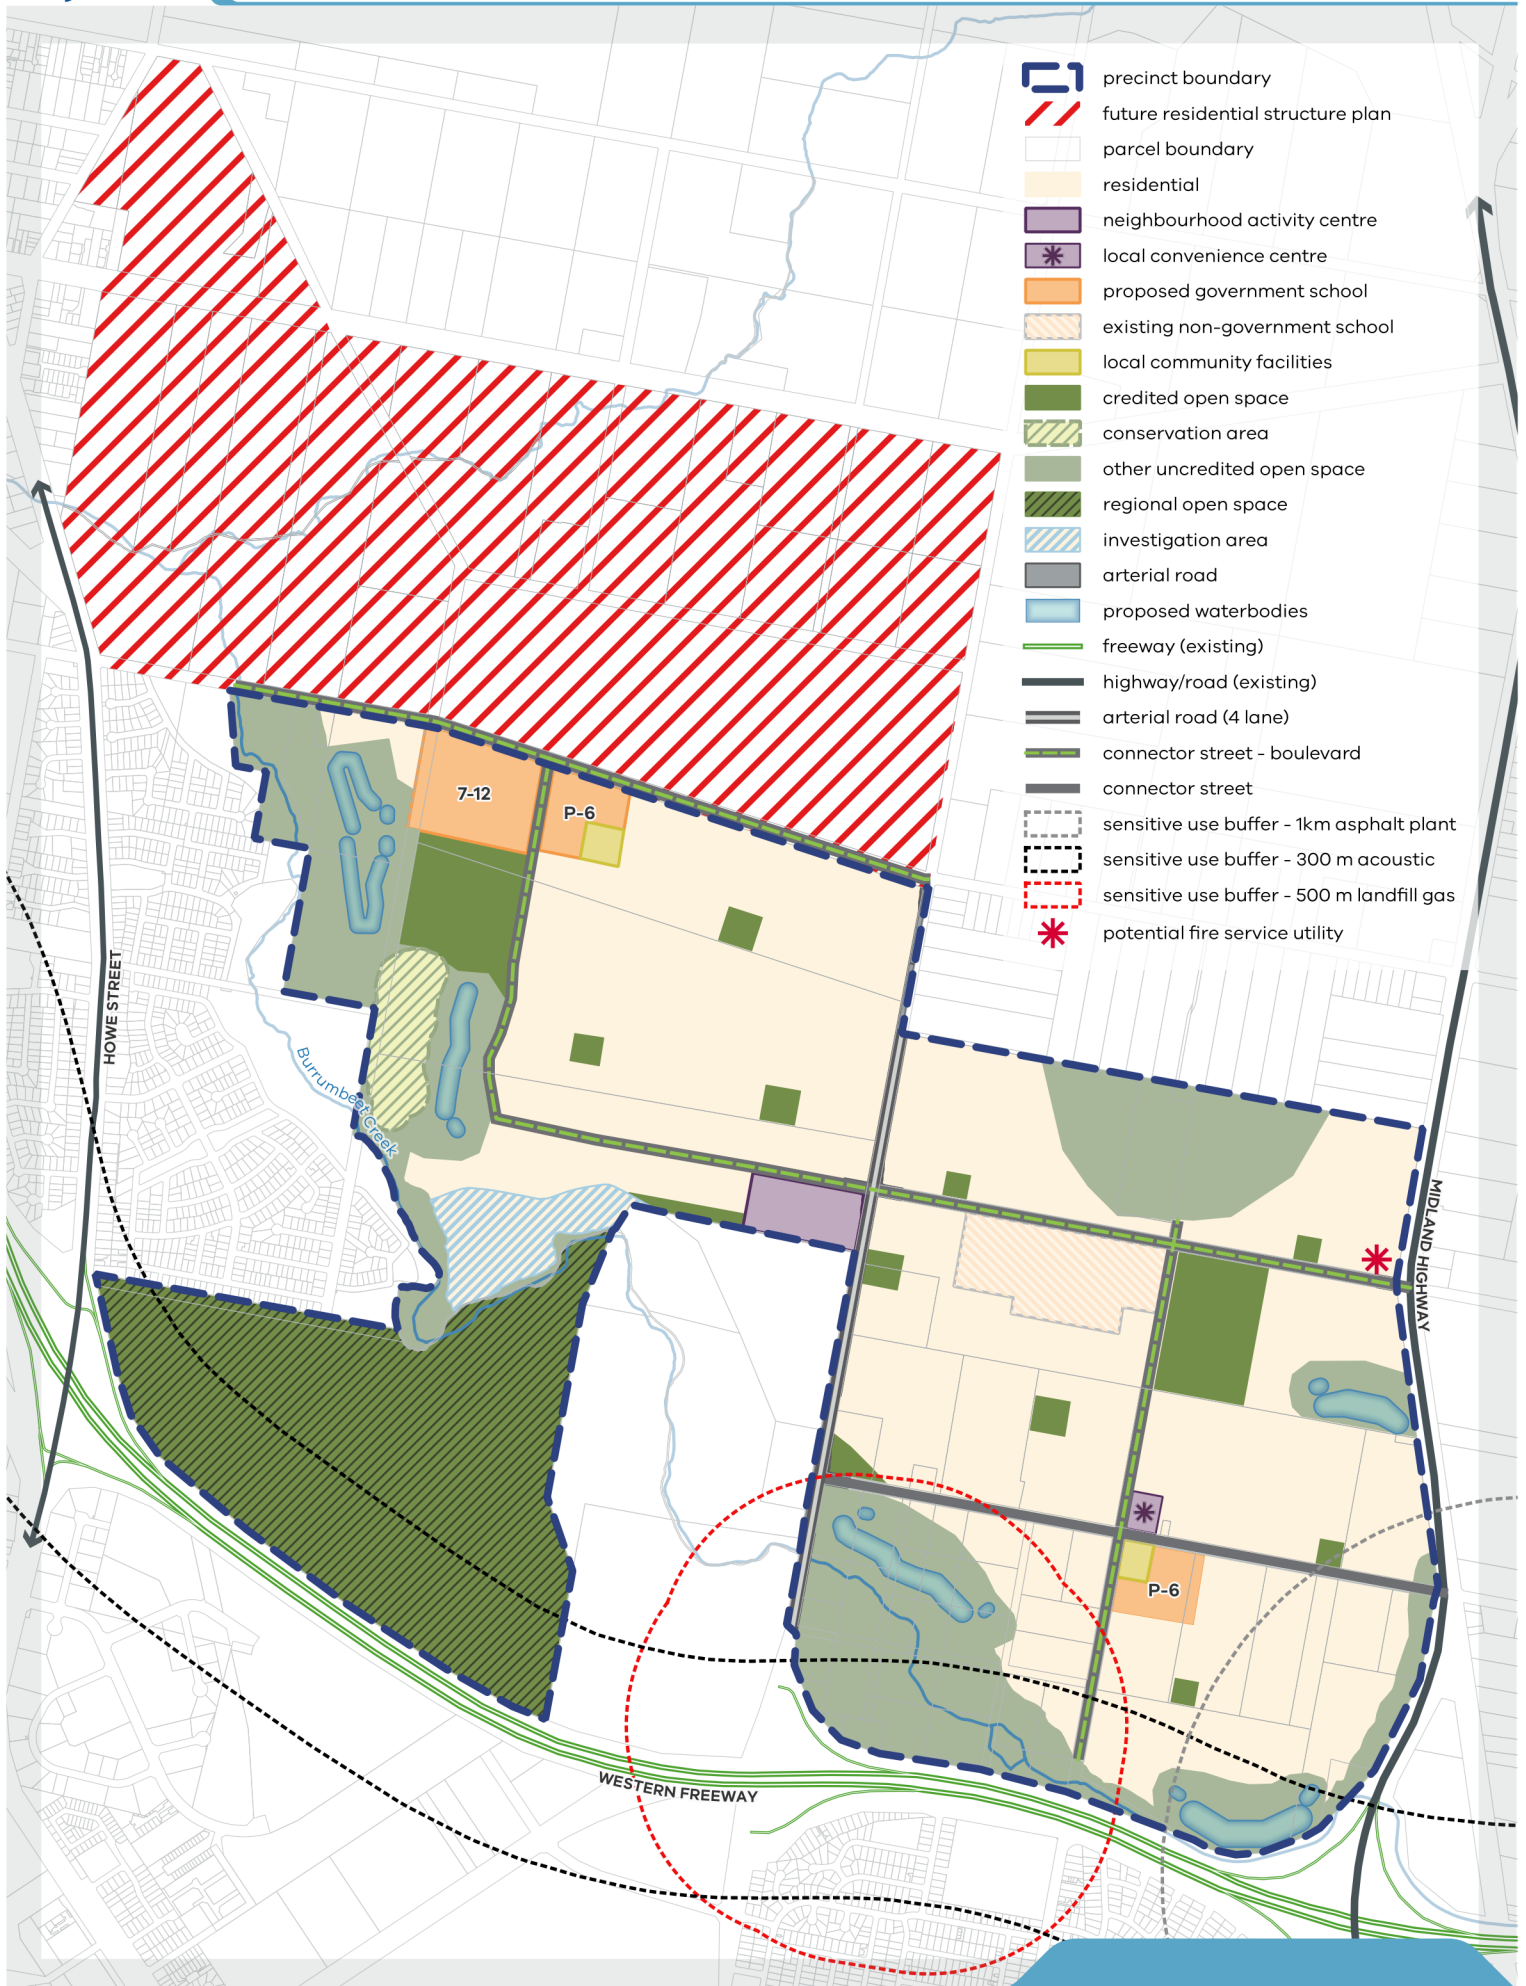 precinct boundary
future residential structure plan
parcel boundary
residential
neighbourhood activity centre
local convenience centre
proposed government school
existing non-government school
local community facilities
credited open space
conservation area
other uncredited open space
regional open space
investigation area
arterial road
proposed waterbodies
freeway (existing)
highway/road (existing)
arterial road (4 lane)
connector street - boulevard
connector street
sensitive use buffer - 1km asphalt plant
sensitive use buffer - 300 m acoustic
sensitive use buffer - 500 m landfill gas
potential fire service utility
7-12
P-6
HOWE STREET
Burrumbeet Creek
MIDLAND HIGHWAY
P-6
WESTERN FREEWAY